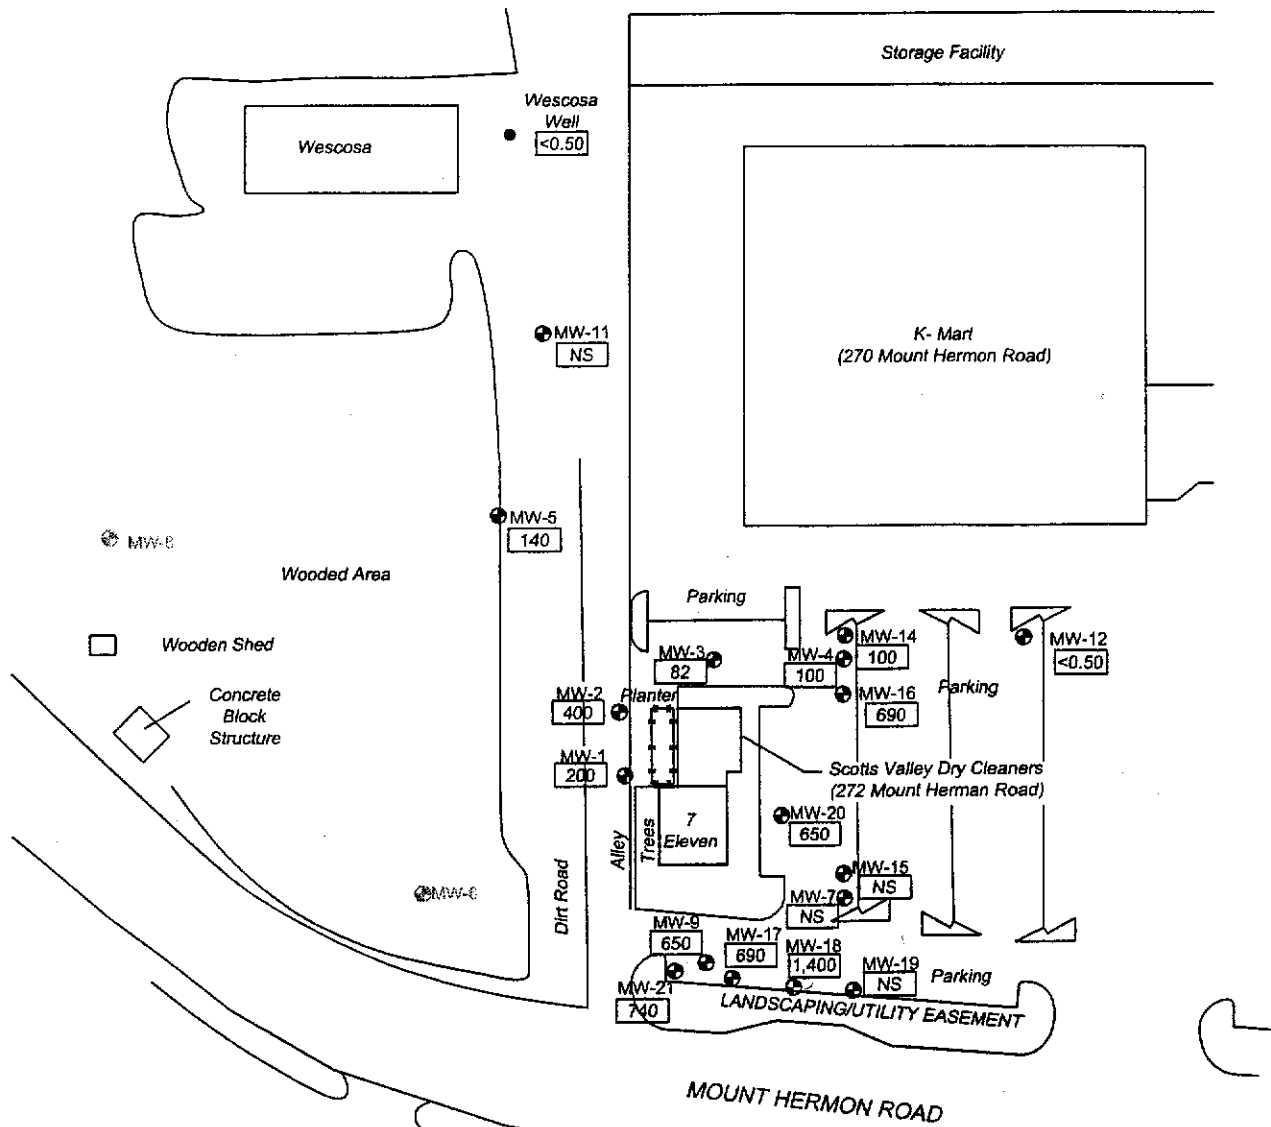 Storage Facility
Wescosa
Well
<0.50
Wescosa
MW-11
NS
K- Mart
(270 Mount Hermon Road)
MW-5
140
MW-6
Wooded Area
Wooden Shed
Concrete
Block
Structure
Parking
MW-3
82
MW-4
100
MW-14
100
MW-12
<0.50
MW-2
400
Planter
MW-16
690
Parking
MW-1
200
Scotts Valley Dry Cleaners
(272 Mount Herman Road)
7
Eleven
MW-20
650
Trees
Alley
Dirt Road
MW-15
NS
MW-7
NS
MW-6
MW-9
650
MW-17
690
MW-18
1,400
MW-19
NS
Parking
MW-21
740
LANDSCAPING/UTILITY EASEMENT
MOUNT HERMON ROAD